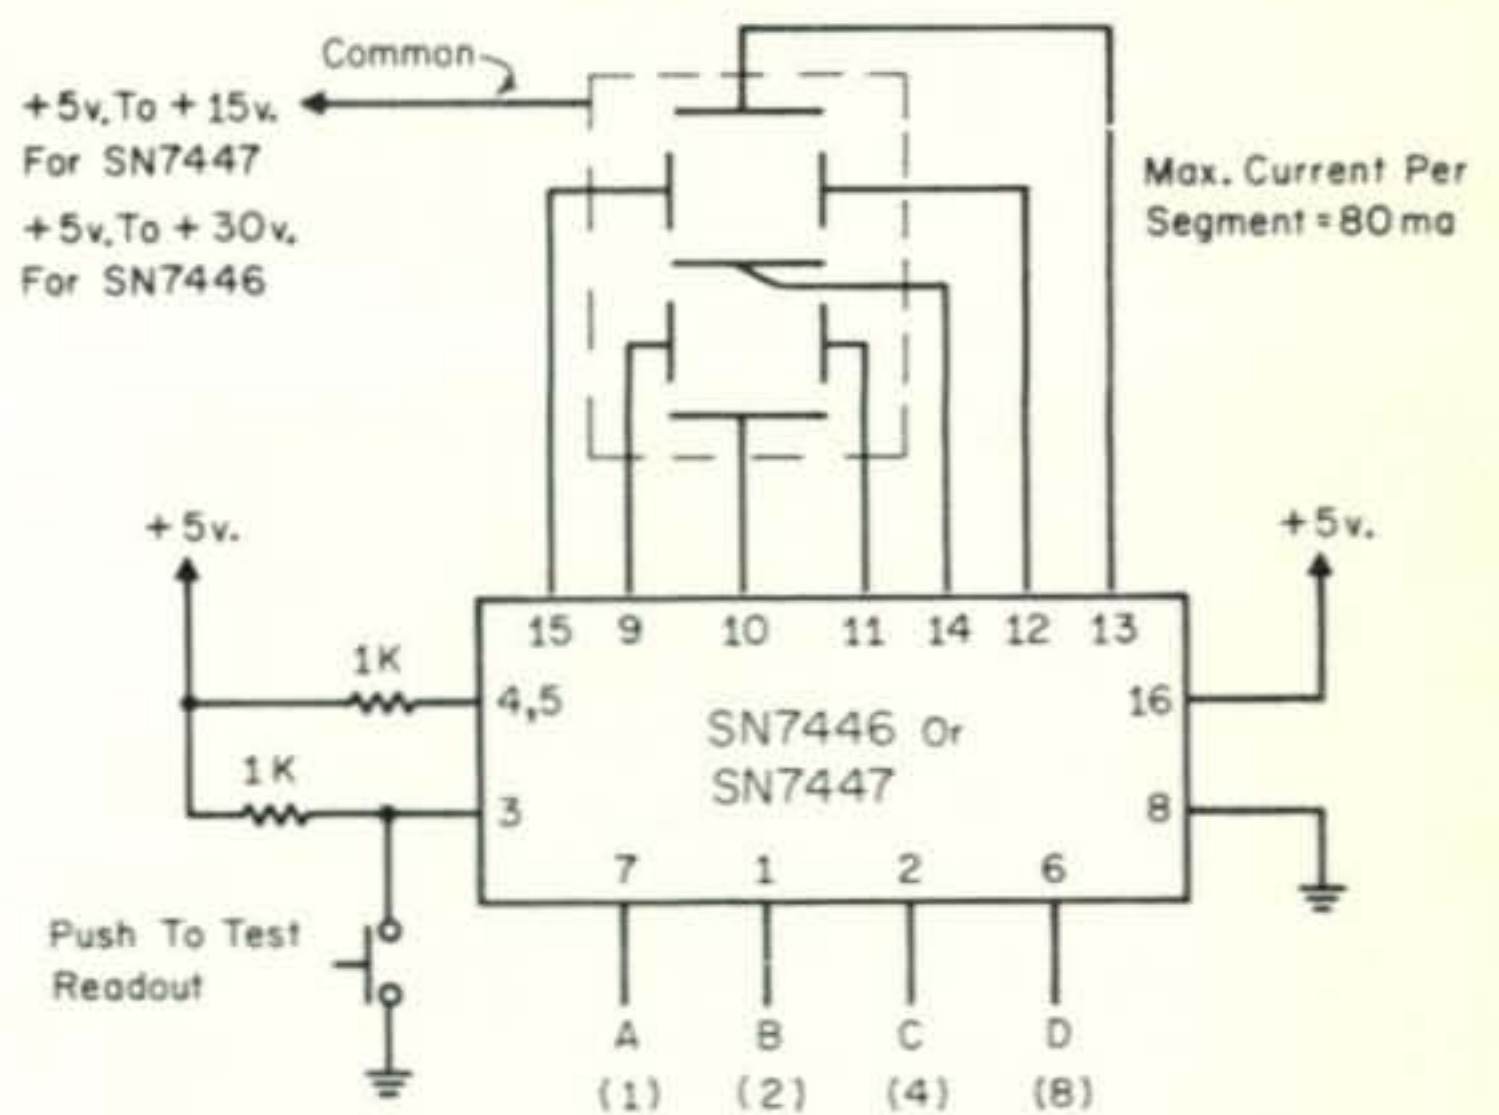 Common
+5v. To + 15v.
For SN7447
+5v. To + 30v.
For SN7446
Max. Current Per
Segment = 80 ma
+5v.
+5v.
15 9 10 11 14 12 13
1K
4,5
16
SN7446 Or
SN7447
1K
3
8
7 1 2 6
Push To Test
Readout
A B C D
(1) (2) (4) (8)